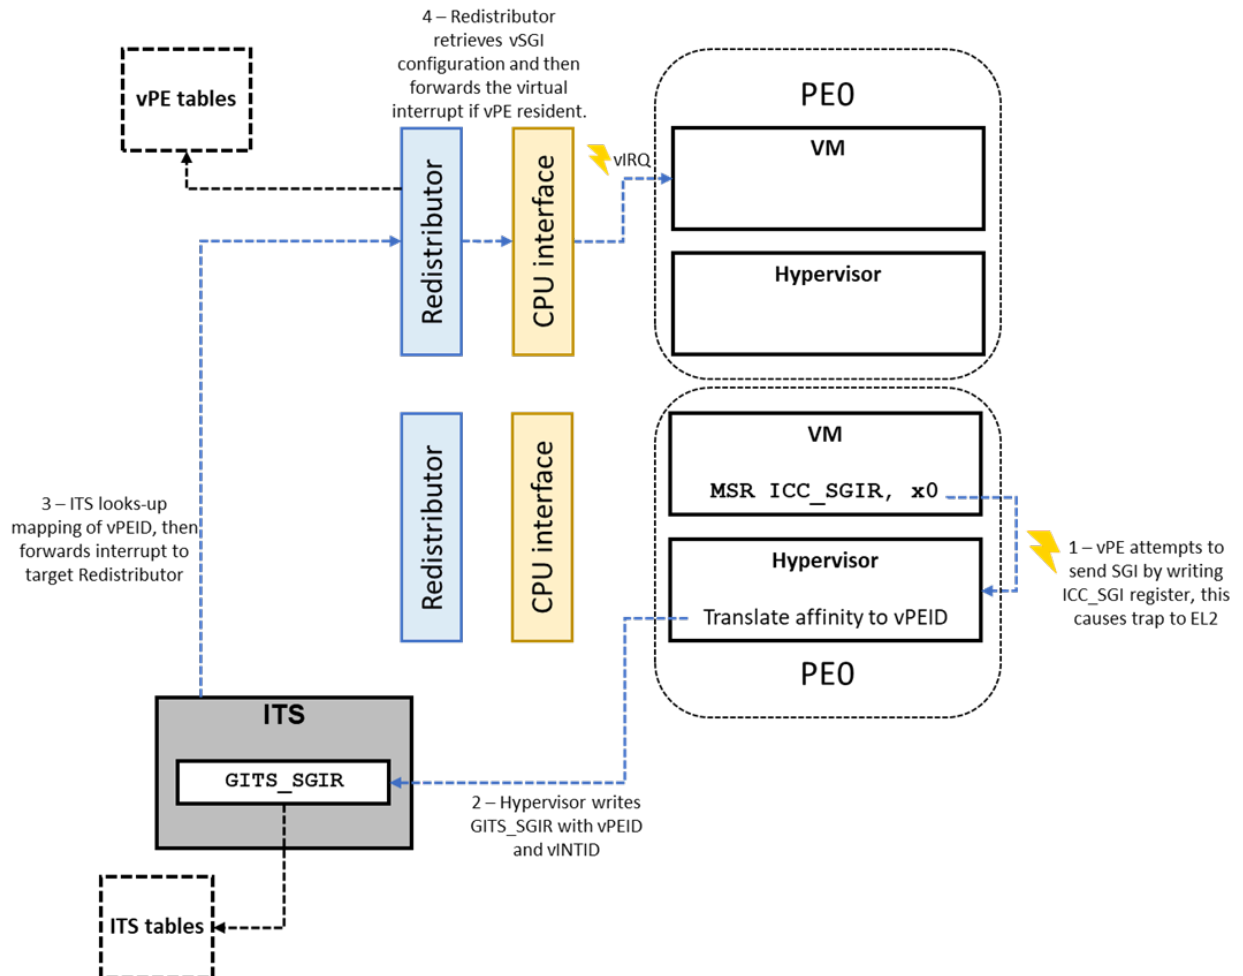 4 – Redistributor
retrieves vSGI
configuration and then
forwards the virtual
interrupt if vPE resident.
vPE tables
Redistributor
CPU interface
vIRQ
PE0
VM
Hypervisor
Redistributor
CPU interface
VM
MSR ICC_SGIR, x0
Hypervisor
Translate affinity to vPEID
PE0
1 – vPE attempts to
send SGI by writing
ICC_SGI register, this
causes trap to EL2
3 – ITS looks-up
mapping of vPEID, then
forwards interrupt to
target Redistributor
ITS
GITS_SGIR
2 – Hypervisor writes
GITS_SGIR with vPEID
and vINTID
ITS tables